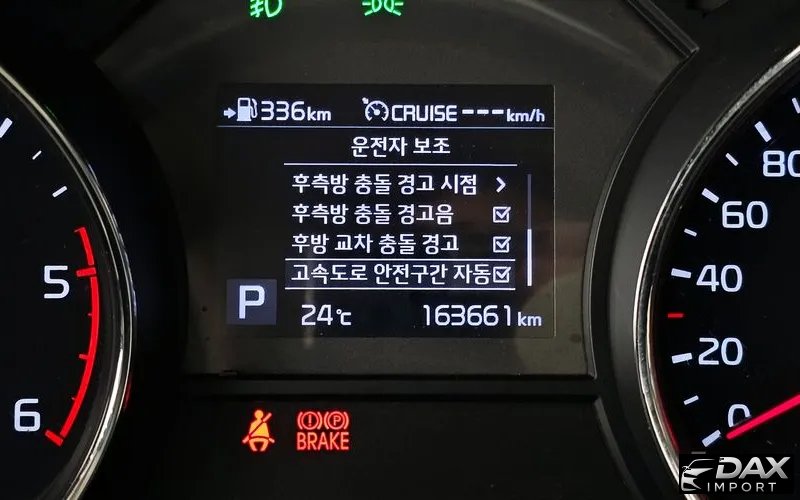 336km CRUISE---km/h
운전자 보조
후측방 충돌 경고 시점
후측방 충돌 경고음
후방 교차 충돌 경고
고속도로 안전구간 자동
P
24℃ 163661km
5
6
80
60
40
20
0
(!)(P)
BRAKE
DAX
IMPORT